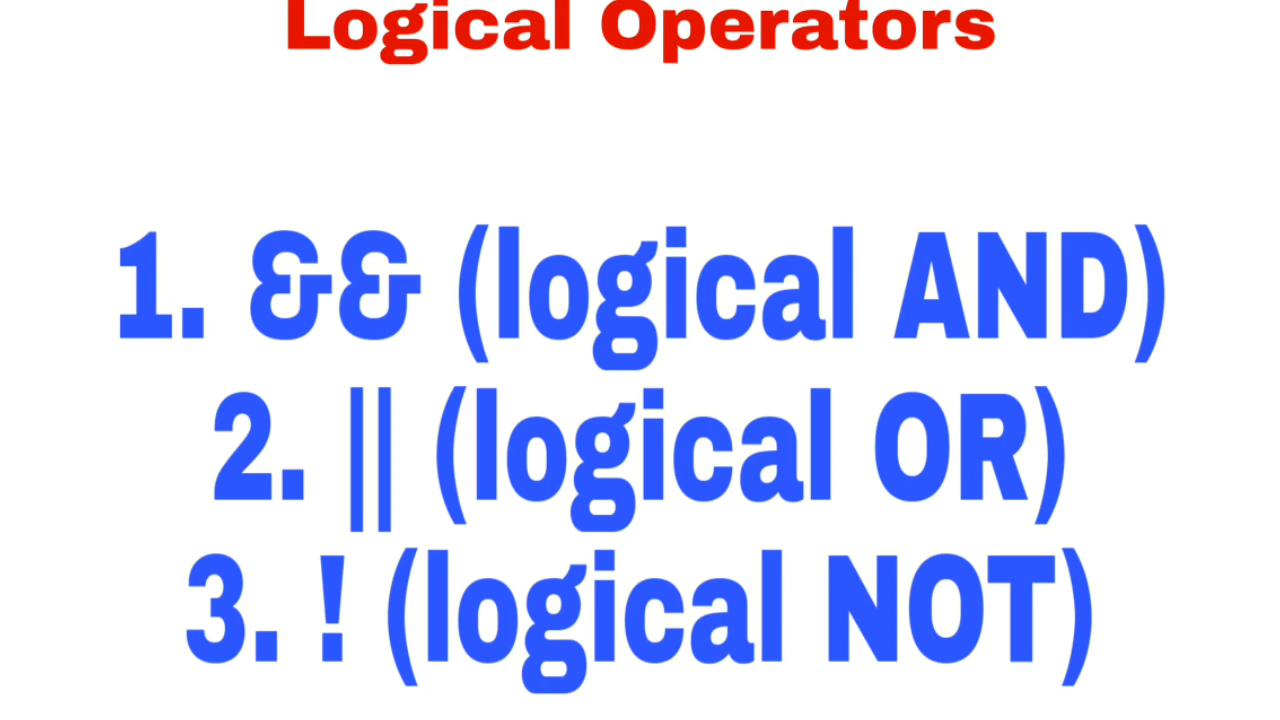 Logical Operators
1. && (logical AND)
2. || (logical OR)
3. ! (logical NOT)